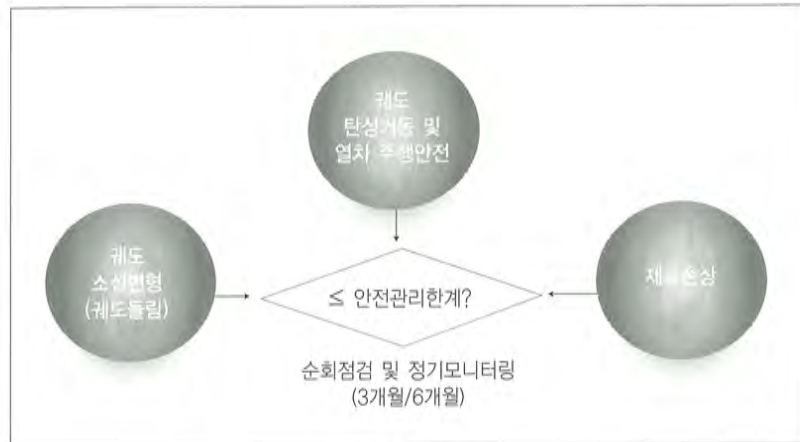 궤도
탄성거동 및
열차 주행안전
궤도
소성변형
(궤도틀림)
≤ 안전관리한계?
재료손상
순회점검 및 정기모니터링
(3개월/6개월)